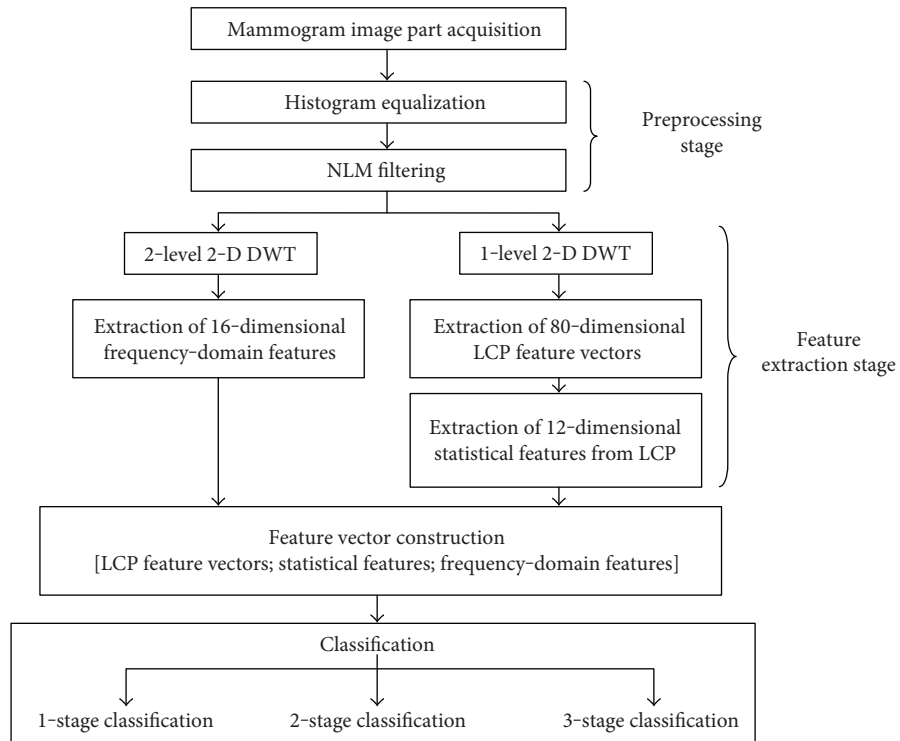 Mammogram image part acquisition
Histogram equalization
NLM filtering
Preprocessing
stage
2-level 2-D DWT
1-level 2-D DWT
Extraction of 16-dimensional
frequency-domain features
Extraction of 80-dimensional
LCP feature vectors
Extraction of 12-dimensional
statistical features from LCP
Feature
extraction stage
Feature vector construction
[LCP feature vectors; statistical features; frequency-domain features]
Classification
1-stage classification
2-stage classification
3-stage classification